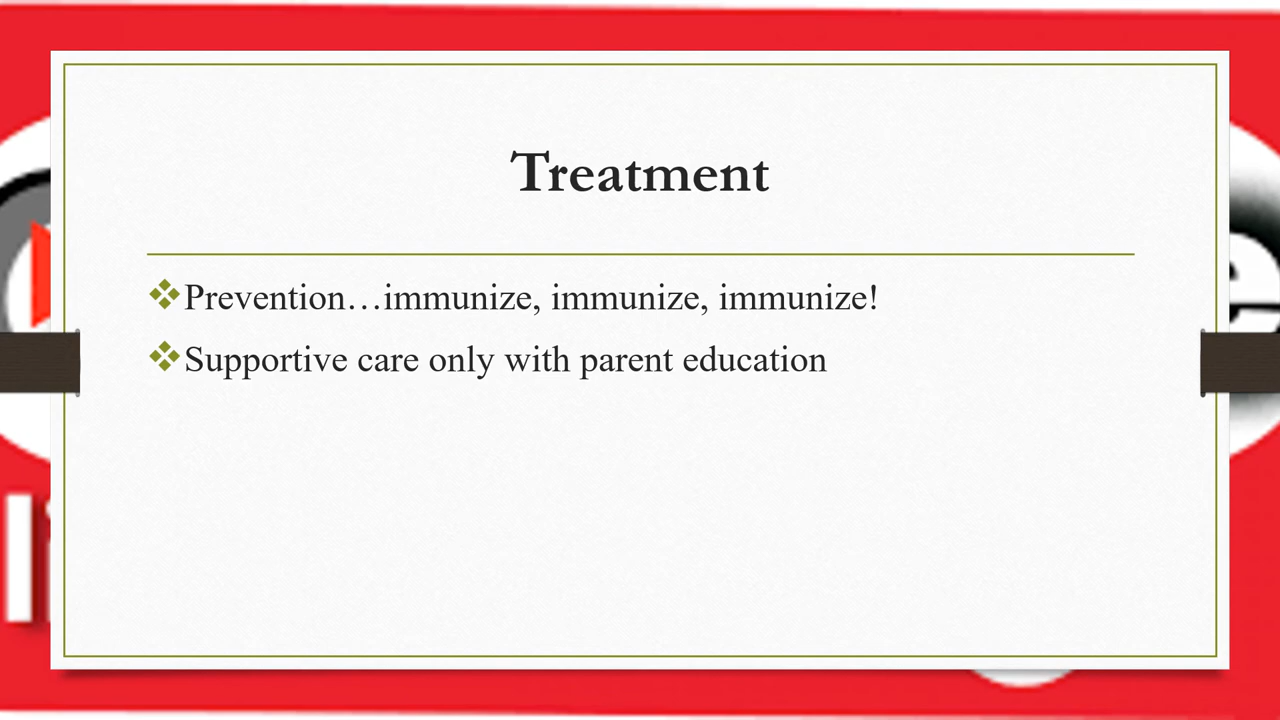 Treatment
Prevention…immunize, immunize, immunize!
Supportive care only with parent education